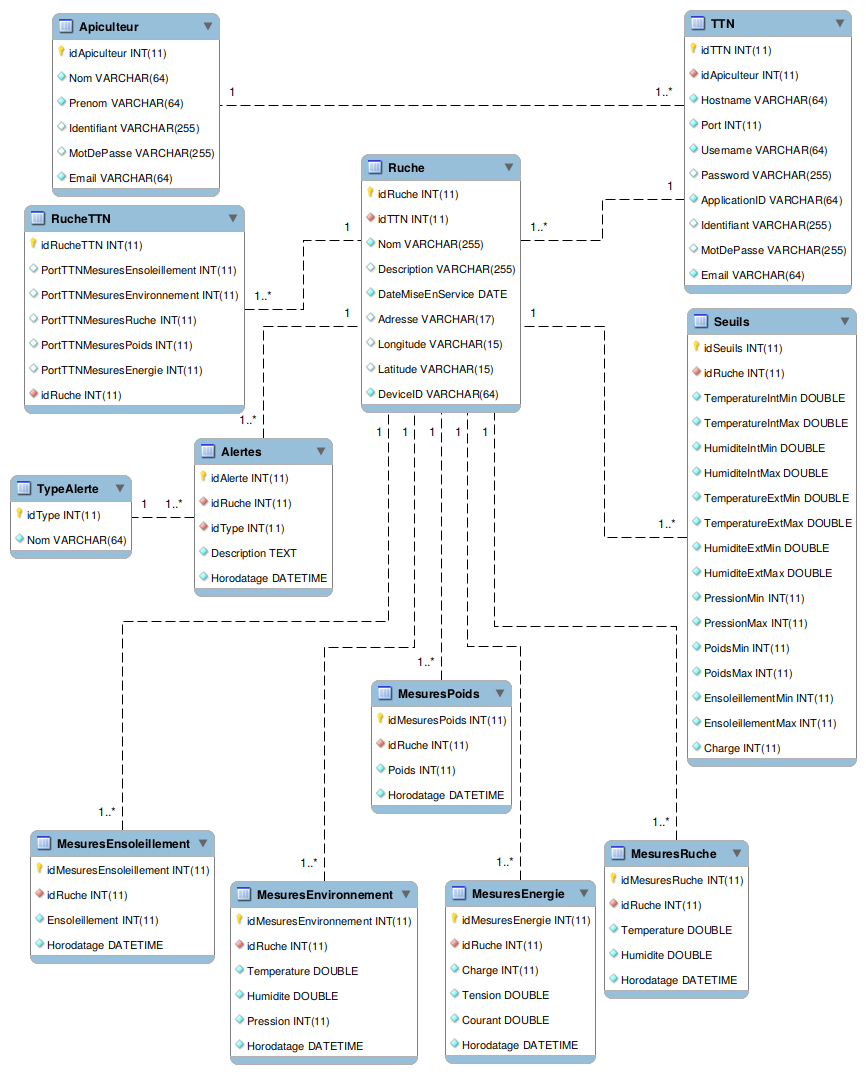 Apiculteur
idApiculteur INT(11)
Nom VARCHAR(64)
Prenom VARCHAR(64)
Identifiant VARCHAR(255)
MotDePasse VARCHAR(255)
Email VARCHAR(64)
1
1..*
TTN
idTTN INT(11)
idApiculteur INT(11)
Hostname VARCHAR(64)
Port INT(11)
Username VARCHAR(64)
Password VARCHAR(255)
ApplicationID VARCHAR(64)
Identifiant VARCHAR(255)
MotDePasse VARCHAR(255)
Email VARCHAR(64)
1
1..*
Ruche
idRuche INT(11)
idTTN INT(11)
Nom VARCHAR(255)
Description VARCHAR(255)
DateMiseEnService DATE
Adresse VARCHAR(17)
Longitude VARCHAR(15)
Latitude VARCHAR(15)
DeviceID VARCHAR(64)
RucheTTN
idRucheTTN INT(11)
PortTTNMesuresEnsoleillement INT(11)
PortTTNMesuresEnvironnement INT(11)
PortTTNMesuresRuche INT(11)
PortTTNMesuresPoids INT(11)
PortTTNMesuresEnergie INT(11)
idRuche INT(11)
1
1..*
1
1..*
1
1..*
Seuils
idSeuils INT(11)
idRuche INT(11)
TemperatureIntMin DOUBLE
TemperatureIntMax DOUBLE
HumiditeIntMin DOUBLE
HumiditeIntMax DOUBLE
TemperatureExtMin DOUBLE
TemperatureExtMax DOUBLE
HumiditeExtMin DOUBLE
HumiditeExtMax DOUBLE
PressionMin INT(11)
PressionMax INT(11)
PoidsMin INT(11)
PoidsMax INT(11)
EnsoleillementMin INT(11)
EnsoleillementMax INT(11)
Charge INT(11)
Alertes
idAlerte INT(11)
idRuche INT(11)
idType INT(11)
Description TEXT
Horodatage DATETIME
TypeAlerte
idType INT(11)
Nom VARCHAR(64)
1 1..*
1 1 1 1 1
1..*
MesuresPoids
idMesuresPoids INT(11)
idRuche INT(11)
Poids INT(11)
Horodatage DATETIME
1..*
MesuresEnsoleillement
idMesuresEnsoleillement INT(11)
idRuche INT(11)
Ensoleillement INT(11)
Horodatage DATETIME
1..*
MesuresEnvironnement
idMesuresEnvironnement INT(11)
idRuche INT(11)
Temperature DOUBLE
Humidite DOUBLE
Pression INT(11)
Horodatage DATETIME
1..*
MesuresEnergie
idMesuresEnergie INT(11)
idRuche INT(11)
Charge INT(11)
Tension DOUBLE
Courant DOUBLE
Horodatage DATETIME
1..*
MesuresRuche
idMesuresRuche INT(11)
idRuche INT(11)
Temperature DOUBLE
Humidite DOUBLE
Horodatage DATETIME